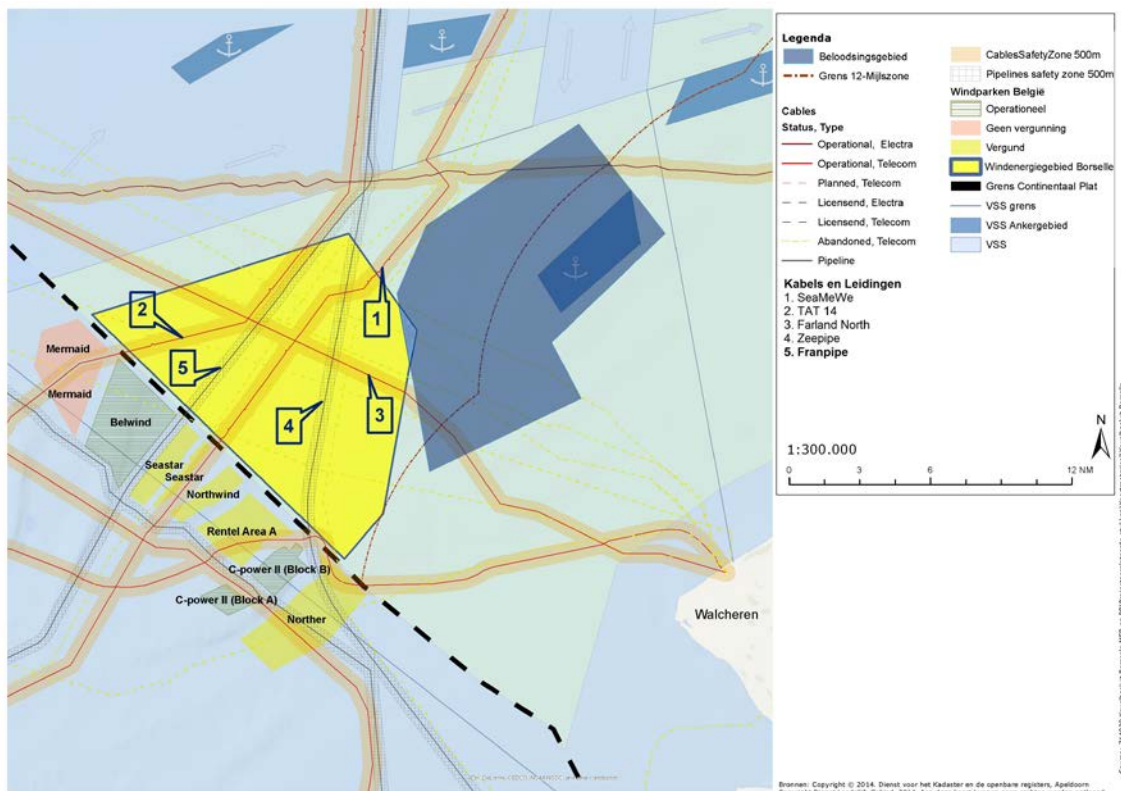 Legenda
Beloodsingsgebied
Grens 12-Mijlszone
Cables
Status, Type
Operational, Electra
Operational, Telecom
Planned, Telecom
Licensend, Electra
Licensend, Telecom
Abandoned, Telecom
Pipeline
CablesSafetyZone 500m
Pipelines safety zone 500m
Windparken België
Operationeel
Geen vergunning
Vergund
Windenergiegebied Borselle
Grens Continentaal Plat
VSS grens
VSS Ankergebied
VSS
Kabels en Leidingen
1. SeaMeWe
2. TAT 14
3. Farland North
4. Zeepipe
5. Franpipe
1:300.000
N
0 3 6 12 NM
1
2
5
4
3
Mermaid
Mermaid
Belwind
Seastar
Seastar
Northwind
Rentel Area A
C-power II (Block B)
C-power II (Block A)
Norther
Walcheren
Bronnen: Copyright © 2014. Dienst voor het Kadaster en de openbare registers, Apeldoorn